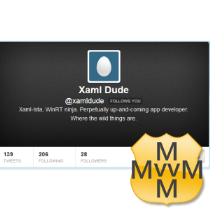 Xaml Dude
@xamldude FOLLOWS YOU
Xaml-ista, WinRT ninja. Perpetually up-and-coming app developer.
Where the wild things are.
139 206 28
TWEETS FOLLOWING FOLLOWERS
M
MVVM
M